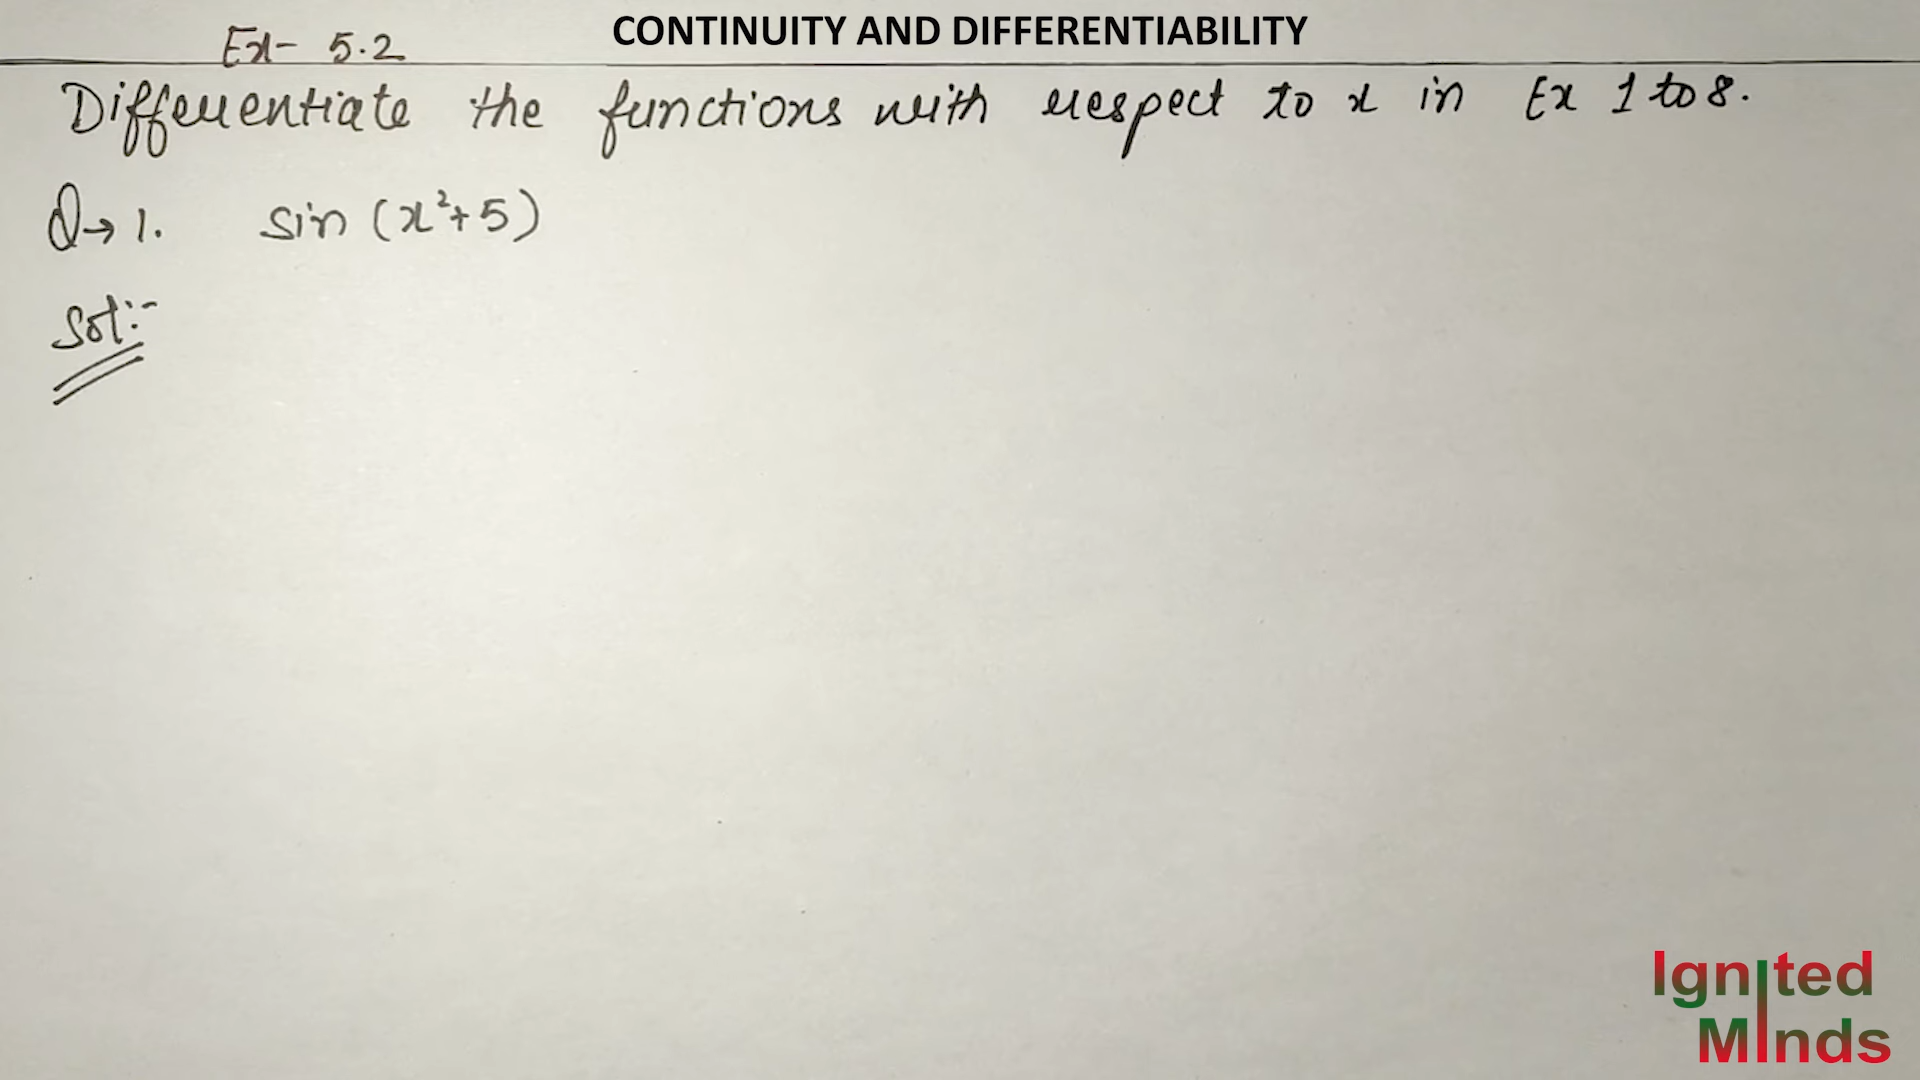 CONTINUITY AND DIFFERENTIABILITY
Ex- 5.2
Differentiate the functions with respect to x in Ex 1 to 8.
Q→ 1. sin (x²+5)
Sol:-
Ignited
Minds